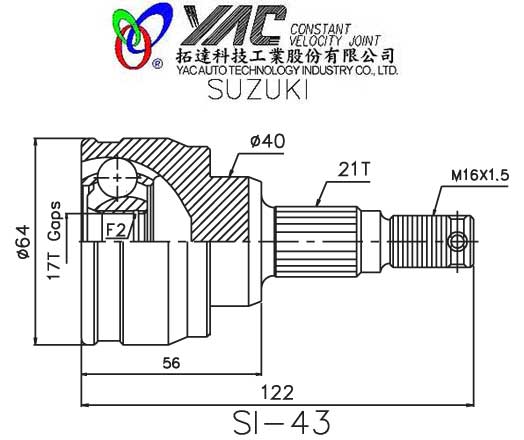 YAC CONSTANT
VELOCITY JOINT
®
拓達科技工業股份有限公司
YAC AUTO TECHNOLOGY INDUSTRY CO., LTD.
SUZUKI
ø40
21T
M16X1.5
ø64
17T Gaps
F2
56
122
SI-43